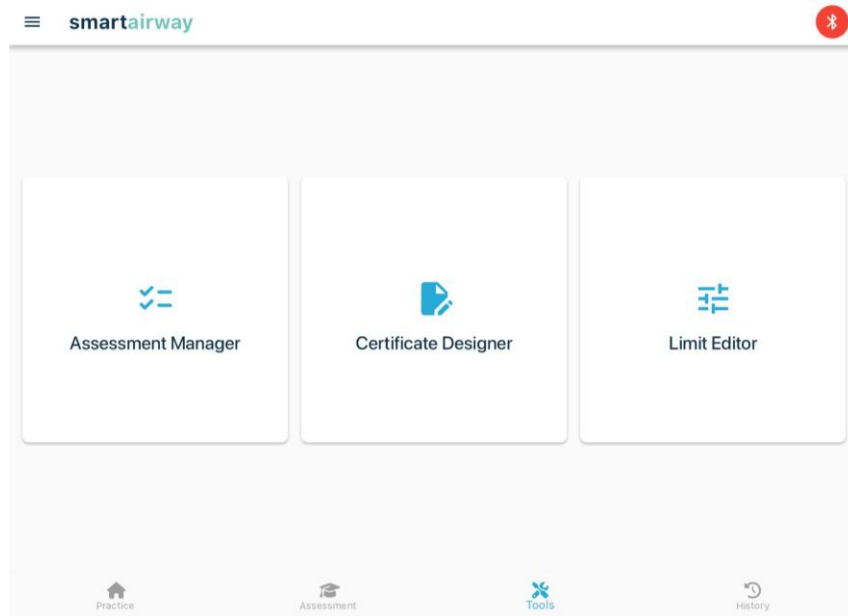 smartairway
Assessment Manager
Certificate Designer
Limit Editor
Practice
Assessment
Tools
History